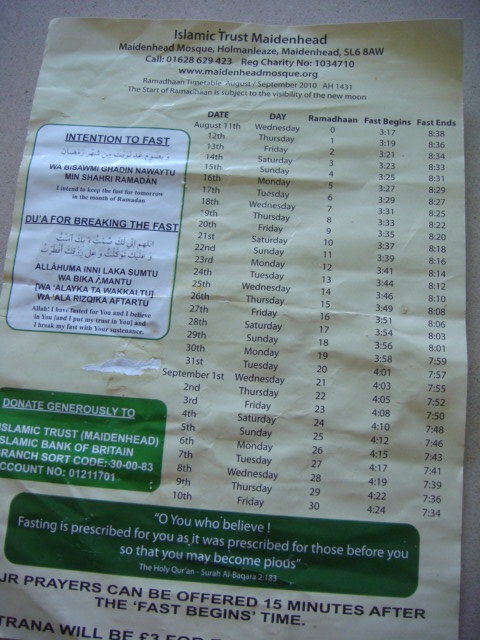 Islamic Trust Maidenhead
Maidenhead Mosque, Holmanleaze, Maidenhead, SL6 8AW
Call: 01628 629 423 Reg Charity No: 1034710
www.maidenheadmosque.org
Ramadhaan Timetable August / September 2010 AH 1431
The Start of Ramadhaan is subject to the visibility of the new moon
INTENTION TO FAST
وَبِصَوْمِ غَدٍ نَوَيْتُ مِنْ شَهْرِ رَمَضَانَ
WA BISAWMI GHADIN NAWAYTU
MIN SHAHRI RAMADAN
I intend to keep the fast for tomorrow
in the month of Ramadan
DU'A FOR BREAKING THE FAST
اللَّهُمَّ إِنِّي لَكَ صُمْتُ وَبِكَ آمَنْتُ
وَعَلَيْكَ تَوَكَّلْتُ وَعَلَى رِزْقِكَ أَفْطَرْتُ
ALLĀHUMA INNI LAKA SUMTU
WA BIKA ĀMANTU
[WA 'ALAYKA TA WAKKALTU]
WA 'ALA RIZQIKA AFTARTU
Allah! I have fasted for You and I believe
in You [and I put my trust in You] and
I break my fast with Your sustenance.
DATE DAY Ramadhaan Fast Begins Fast Ends
August 11th Wednesday 0 3:17 8:38
12th Thursday 1 3:19 8:36
13th Friday 2 3:21 8:34
14th Saturday 3 3:23 8:33
15th Sunday 4 3:25 8:31
16th Monday 5 3:27 8:29
17th Tuesday 6 3:29 8:27
18th Wednesday 7 3:31 8:25
19th Thursday 8 3:33 8:22
20th Friday 9 3:35 8:20
21st Saturday 10 3:37 8:18
22nd Sunday 11 3:39 8:16
23rd Monday 12 3:41 8:14
24th Tuesday 13 3:44 8:12
25th Wednesday 14 3:46 8:10
26th Thursday 15 3:49 8:08
27th Friday 16 3:51 8:06
28th Saturday 17 3:54 8:03
29th Sunday 18 3:56 8:01
30th Monday 19 3:58 7:59
31st Tuesday 20 4:01 7:57
September 1st Wednesday 21 4:03 7:55
2nd Thursday 22 4:05 7:52
3rd Friday 23 4:08 7:50
4th Saturday 24 4:10 7:48
5th Sunday 25 4:12 7:46
6th Monday 26 4:15 7:43
7th Tuesday 27 4:17 7:41
8th Wednesday 28 4:19 7:39
9th Thursday 29 4:22 7:36
10th Friday 30 4:24 7:34
DONATE GENEROUSLY TO
ISLAMIC TRUST (MAIDENHEAD)
ISLAMIC BANK OF BRITAIN
BRANCH SORT CODE: 30-00-83
ACCOUNT NO: 01211701
"O You who believe !
Fasting is prescribed for you as it was prescribed for those before you
so that you may become pious"
The Holy Qur'an - Surah Al-Baqara 2:183
UR PRAYERS CAN BE OFFERED 15 MINUTES AFTER
THE 'FAST BEGINS' TIME.
TRANA WILL BE £3 FOR